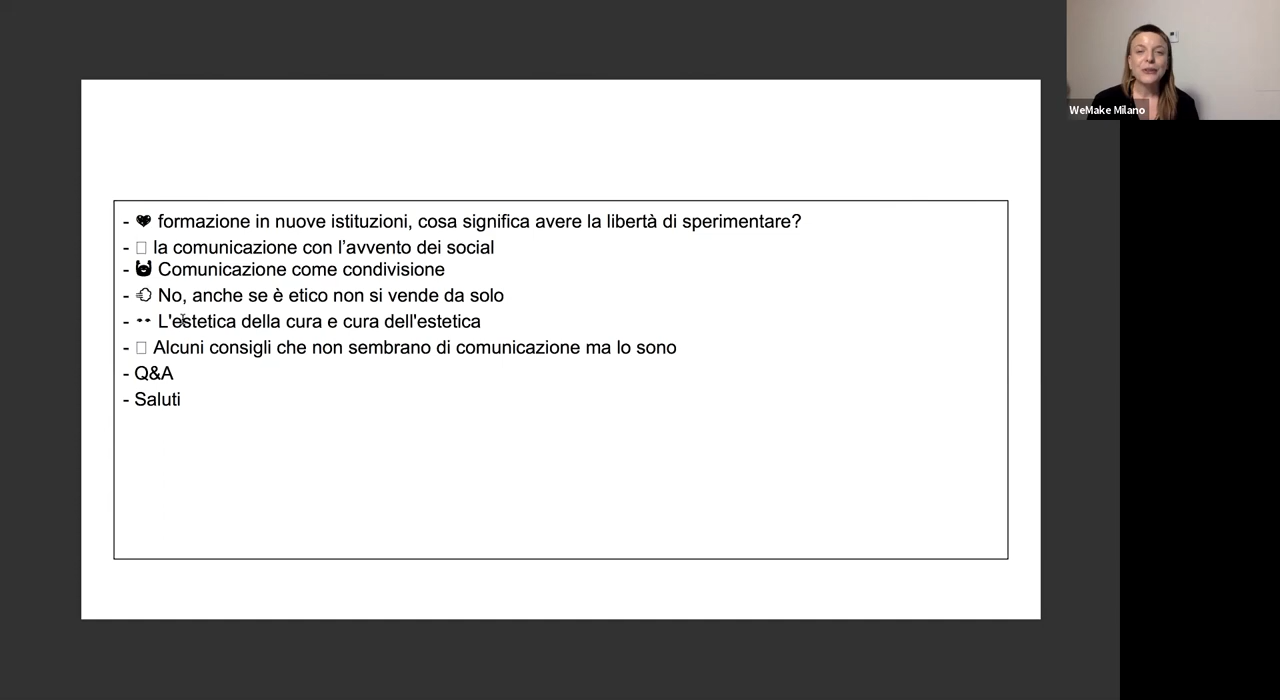 WeMake Milano
- 🖤 formazione in nuove istituzioni, cosa significa avere la libertà di sperimentare?
- □ la comunicazione con l’avvento dei social
- Comunicazione come condivisione
- No, anche se è etico non si vende da solo
- L'estetica della cura e cura dell'estetica
- □ Alcuni consigli che non sembrano di comunicazione ma lo sono
- Q&A
- Saluti